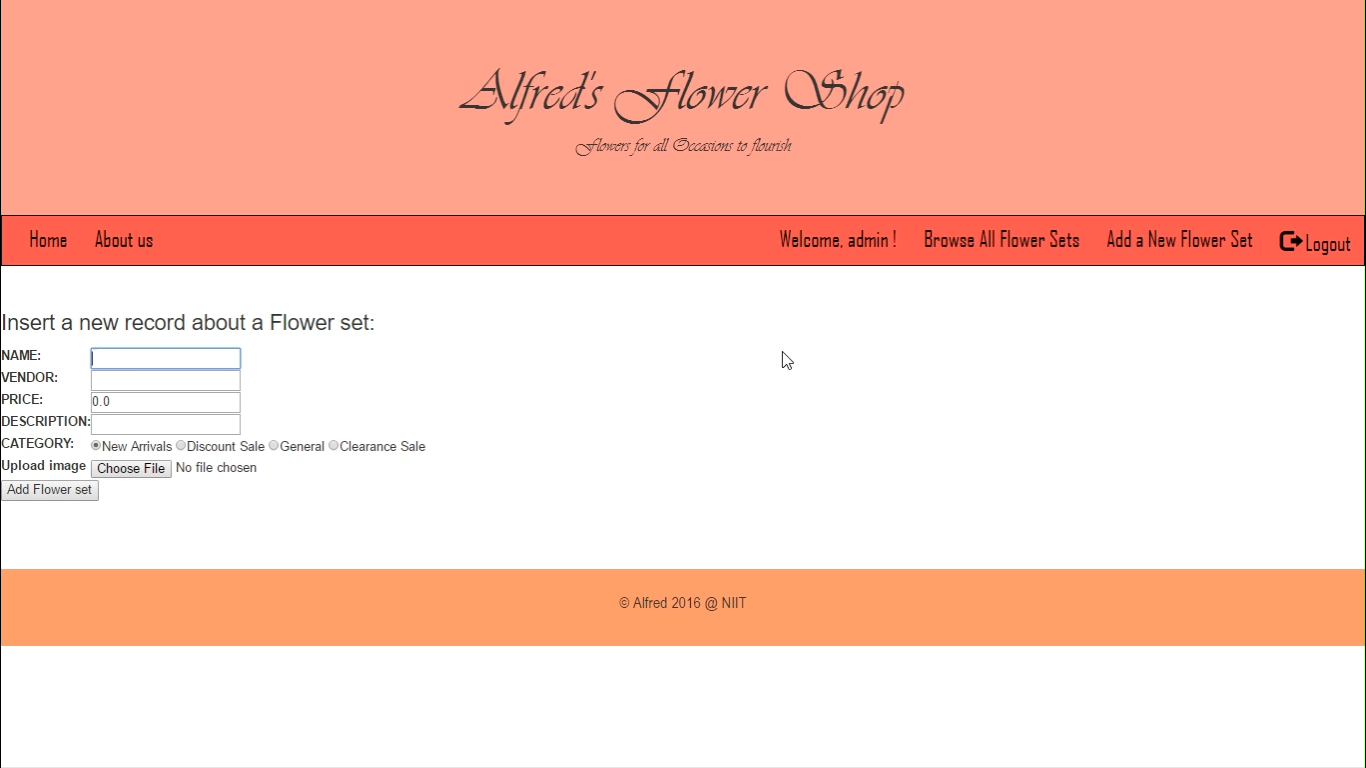 Alfred's Flower Shop
Flowers for all Occasions to flourish
Home About us Welcome, admin ! Browse All Flower Sets Add a New Flower Set Logout
Insert a new record about a Flower set:
NAME:
VENDOR:
PRICE: 0.0
DESCRIPTION:
CATEGORY: New Arrivals Discount Sale General Clearance Sale
Upload image Choose File No file chosen
Add Flower set
© Alfred 2016 @ NIIT